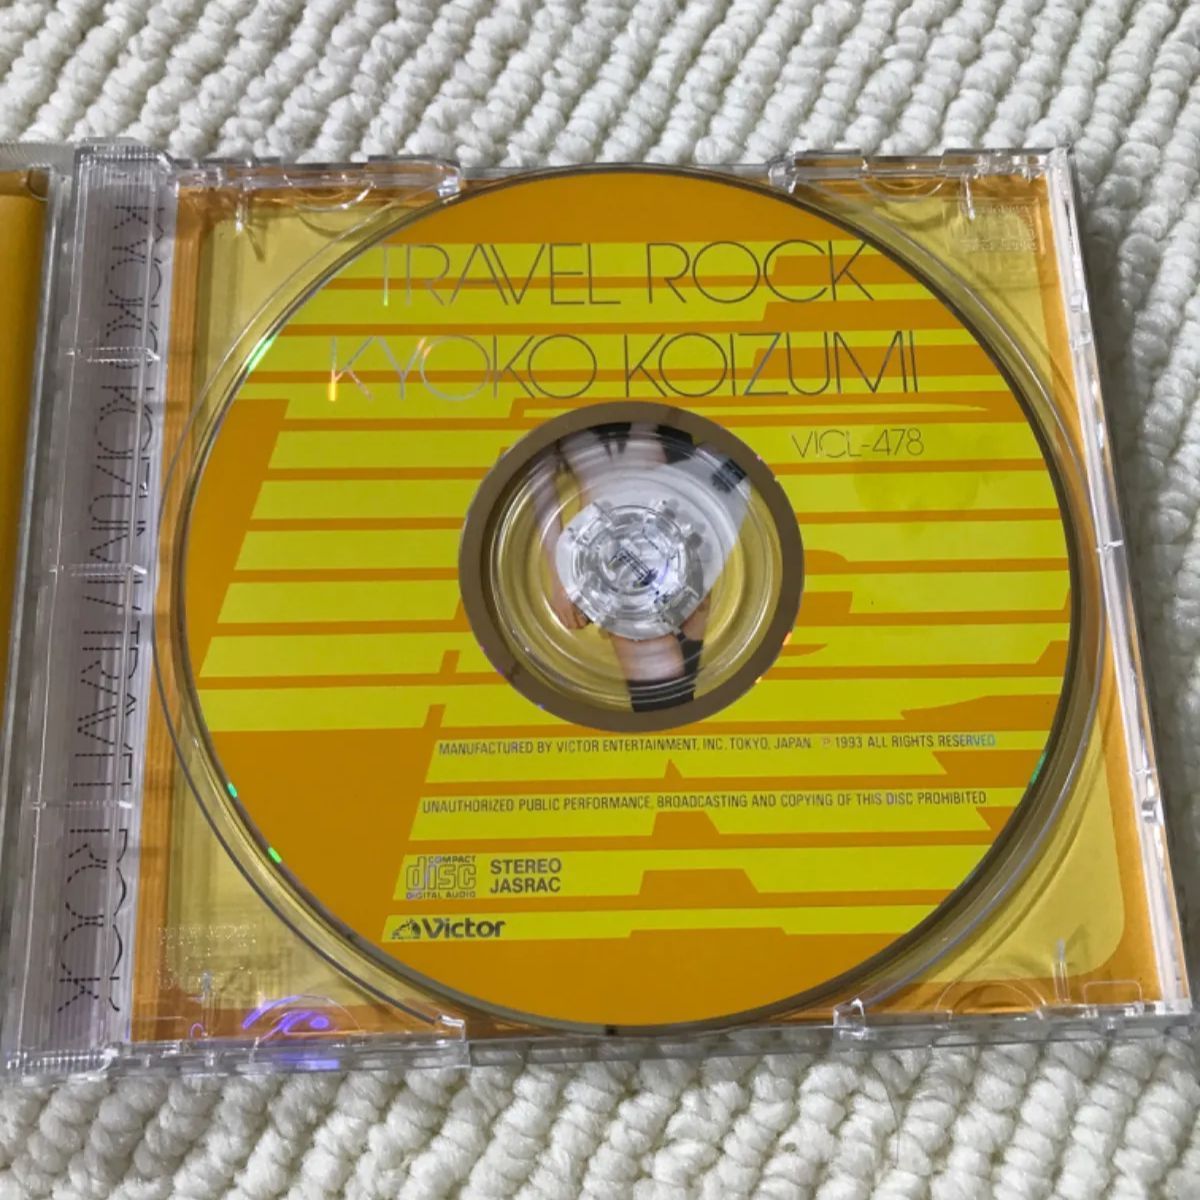 TRAVEL ROCK
KYOKO KOIZUMI
VICL-478
MANUFACTURED BY VICTOR ENTERTAINMENT, INC. TOKYO, JAPAN. ℗ 1993 ALL RIGHTS RESERVED
UNAUTHORIZED PUBLIC PERFORMANCE, BROADCASTING AND COPYING OF THIS DISC PROHIBITED
COMPACT
disc
DIGITAL AUDIO
STEREO
JASRAC
Victor
KYOKO KOIZUMI/TRAVEL ROCK